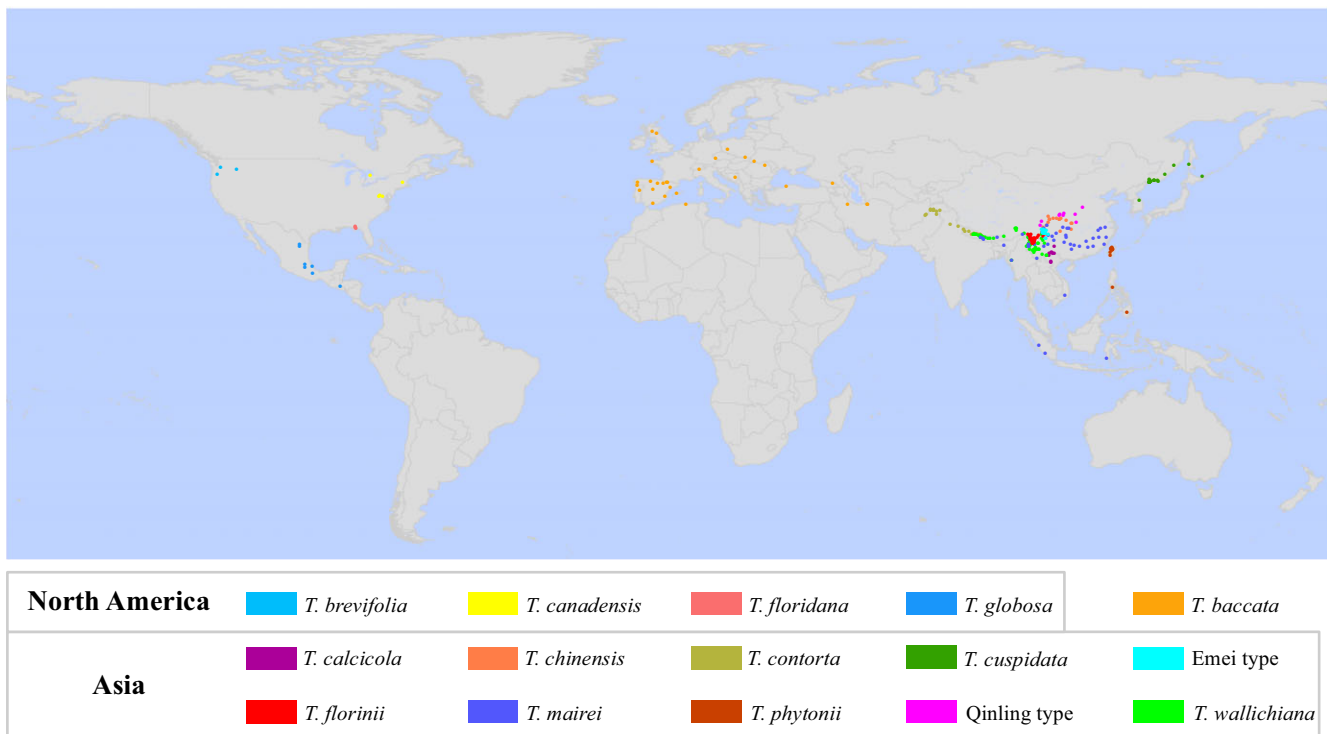 North America T. brevifolia T. canadensis T. floridana T. globosa T. baccata
T. calcicola T. chinensis T. contorta T. cuspidata Emei type
Asia
T. florinii T. mairei T. phytonii Qinling type T. wallichiana